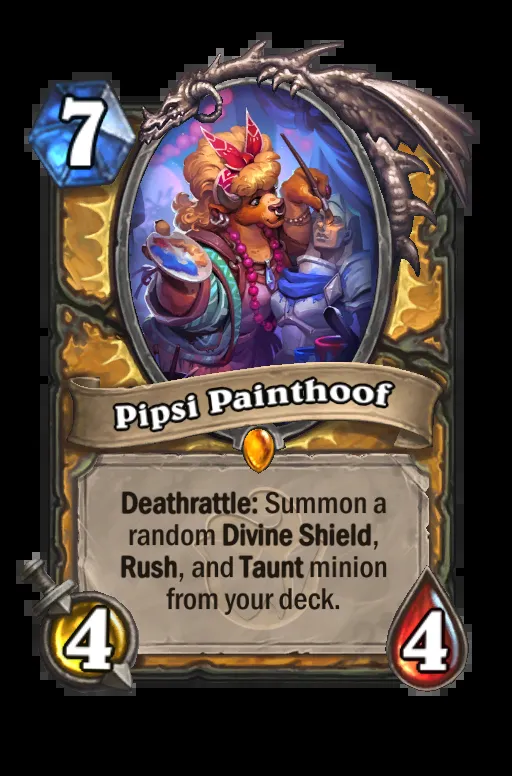 7
Pipsi Painthoof
Deathrattle: Summon a
random Divine Shield,
Rush, and Taunt minion
from your deck.
4
4